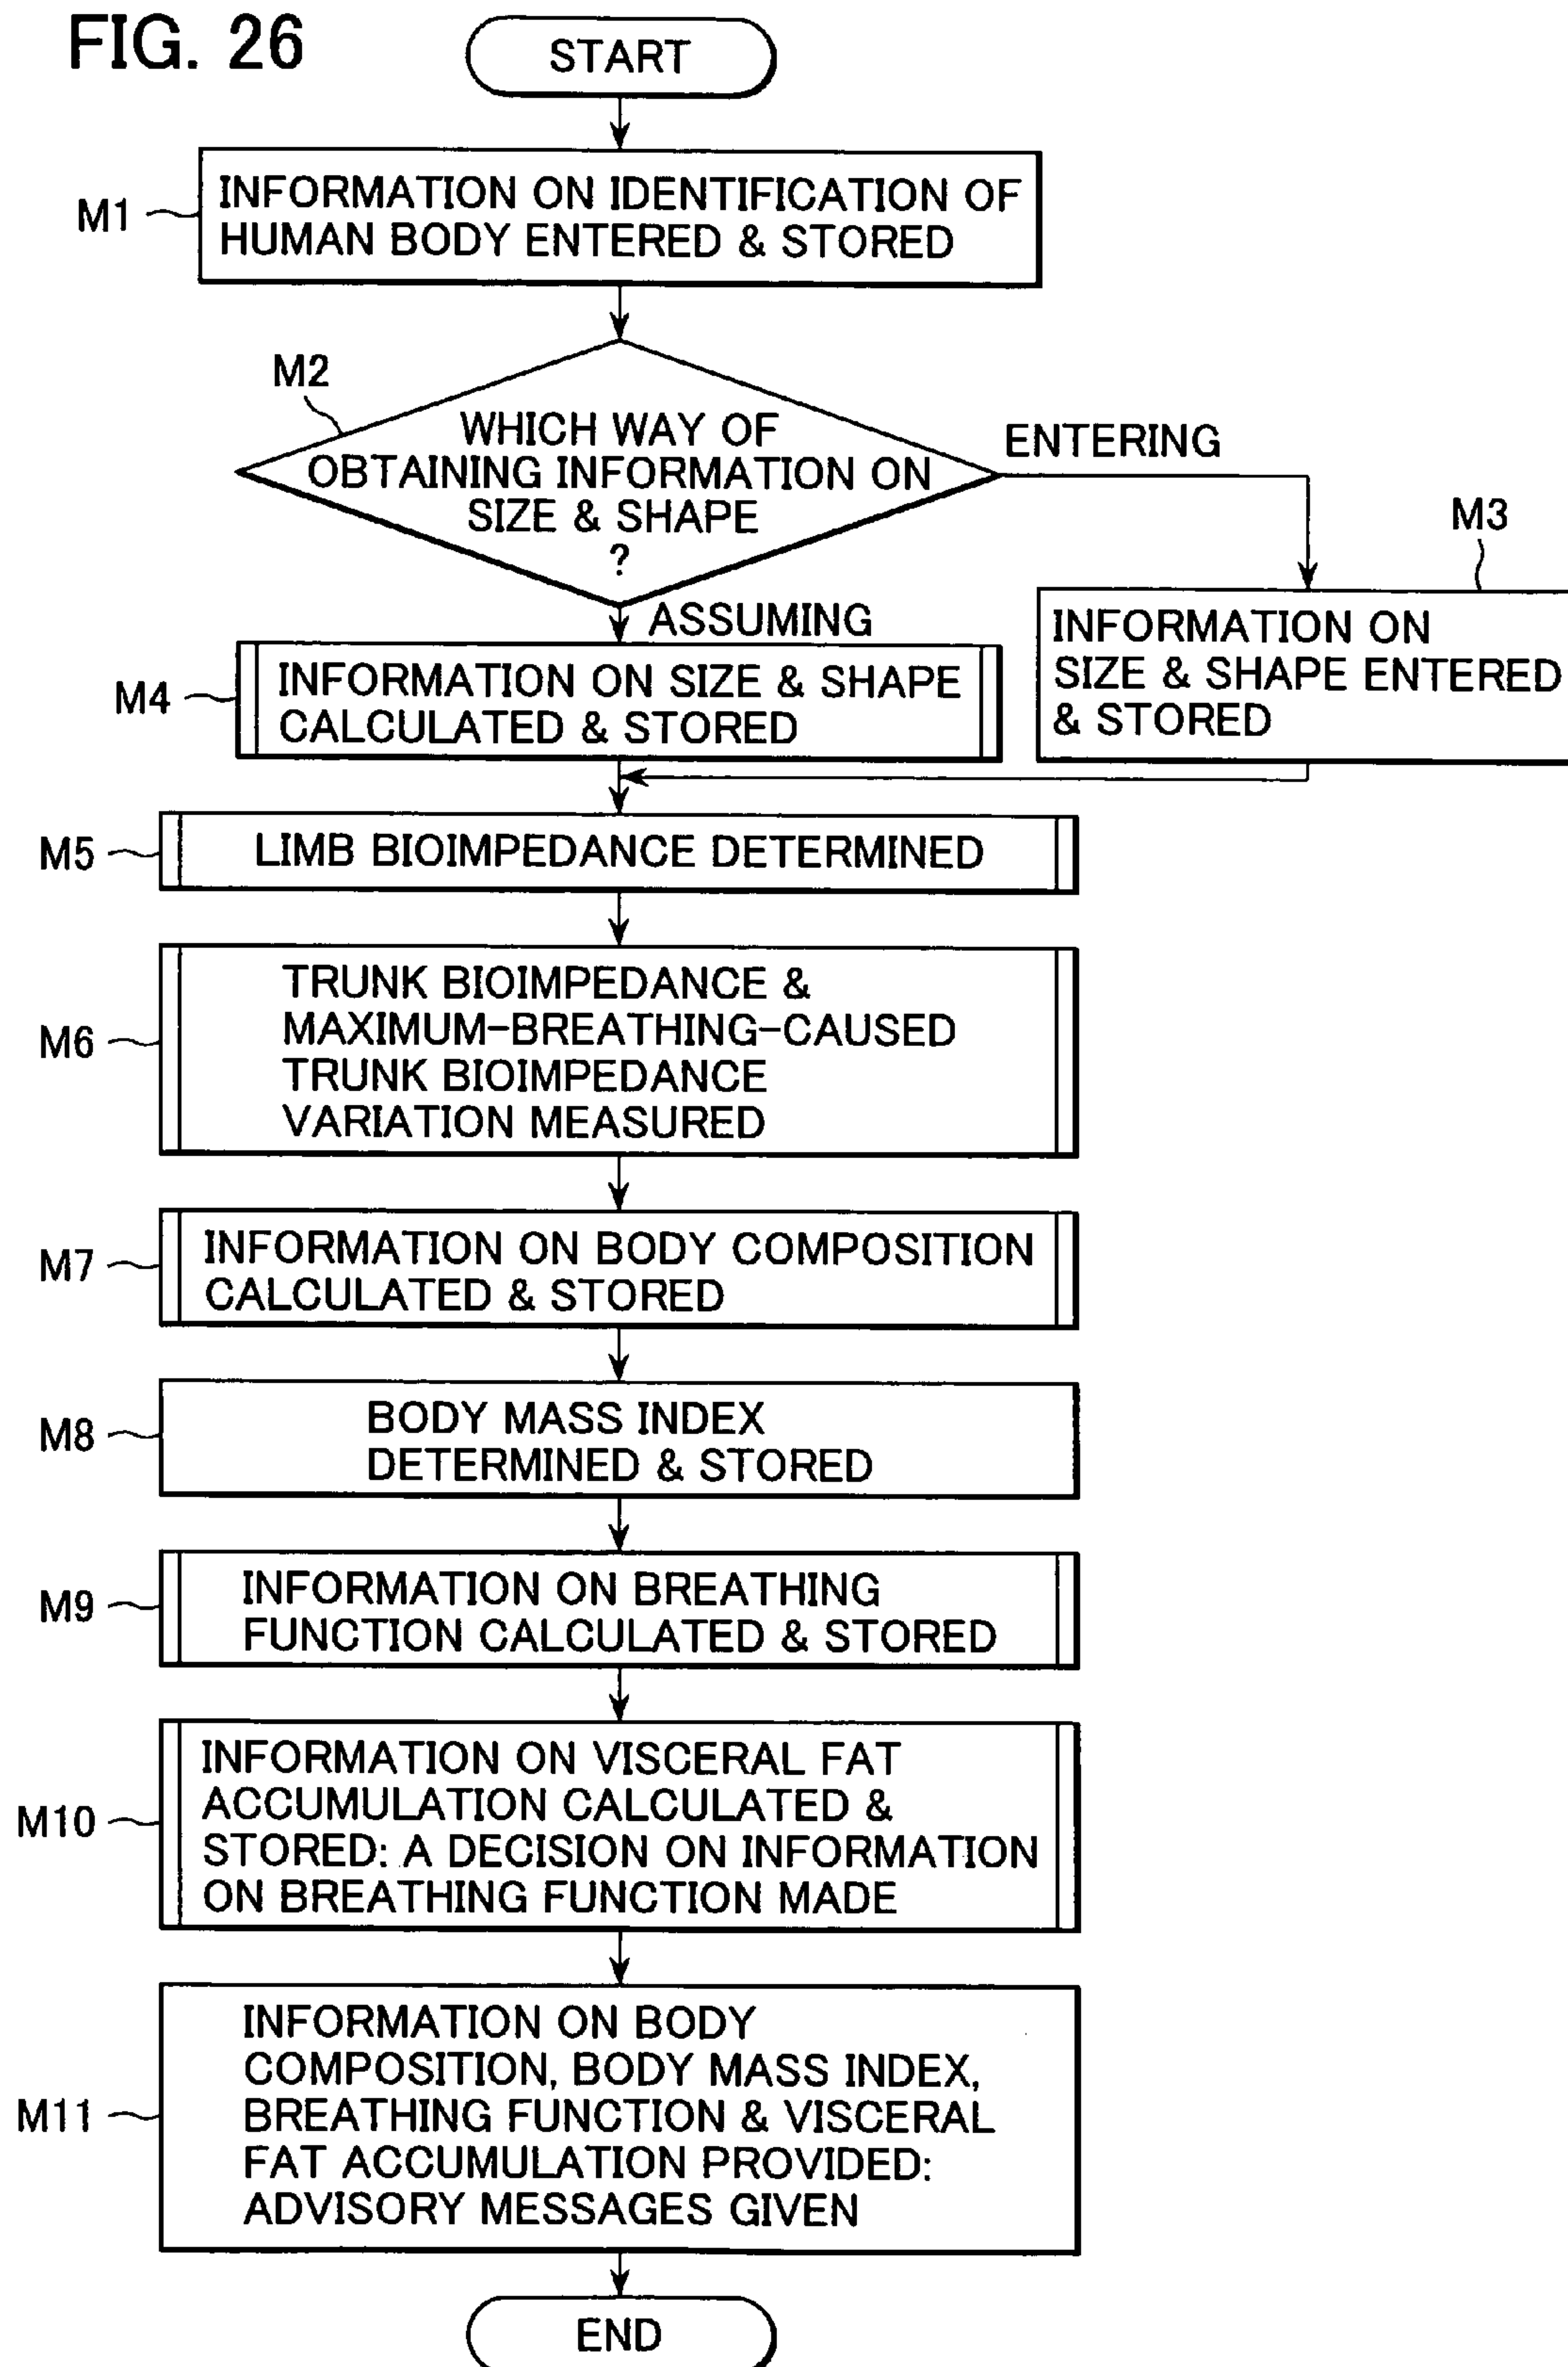 FIG. 26
START
M1
INFORMATION ON IDENTIFICATION OF
HUMAN BODY ENTERED & STORED
M2
WHICH WAY OF
OBTAINING INFORMATION ON
SIZE & SHAPE
?
ENTERING
M3
INFORMATION ON
SIZE & SHAPE ENTERED
& STORED
ASSUMING
M4
INFORMATION ON SIZE & SHAPE
CALCULATED & STORED
M5
LIMB BIOIMPEDANCE DETERMINED
M6
TRUNK BIOIMPEDANCE &
MAXIMUM-BREATHING-CAUSED
TRUNK BIOIMPEDANCE
VARIATION MEASURED
M7
INFORMATION ON BODY COMPOSITION
CALCULATED & STORED
M8
BODY MASS INDEX
DETERMINED & STORED
M9
INFORMATION ON BREATHING
FUNCTION CALCULATED & STORED
M10
INFORMATION ON VISCERAL FAT
ACCUMULATION CALCULATED &
STORED: A DECISION ON INFORMATION
ON BREATHING FUNCTION MADE
M11
INFORMATION ON BODY
COMPOSITION, BODY MASS INDEX,
BREATHING FUNCTION & VISCERAL
FAT ACCUMULATION PROVIDED:
ADVISORY MESSAGES GIVEN
END